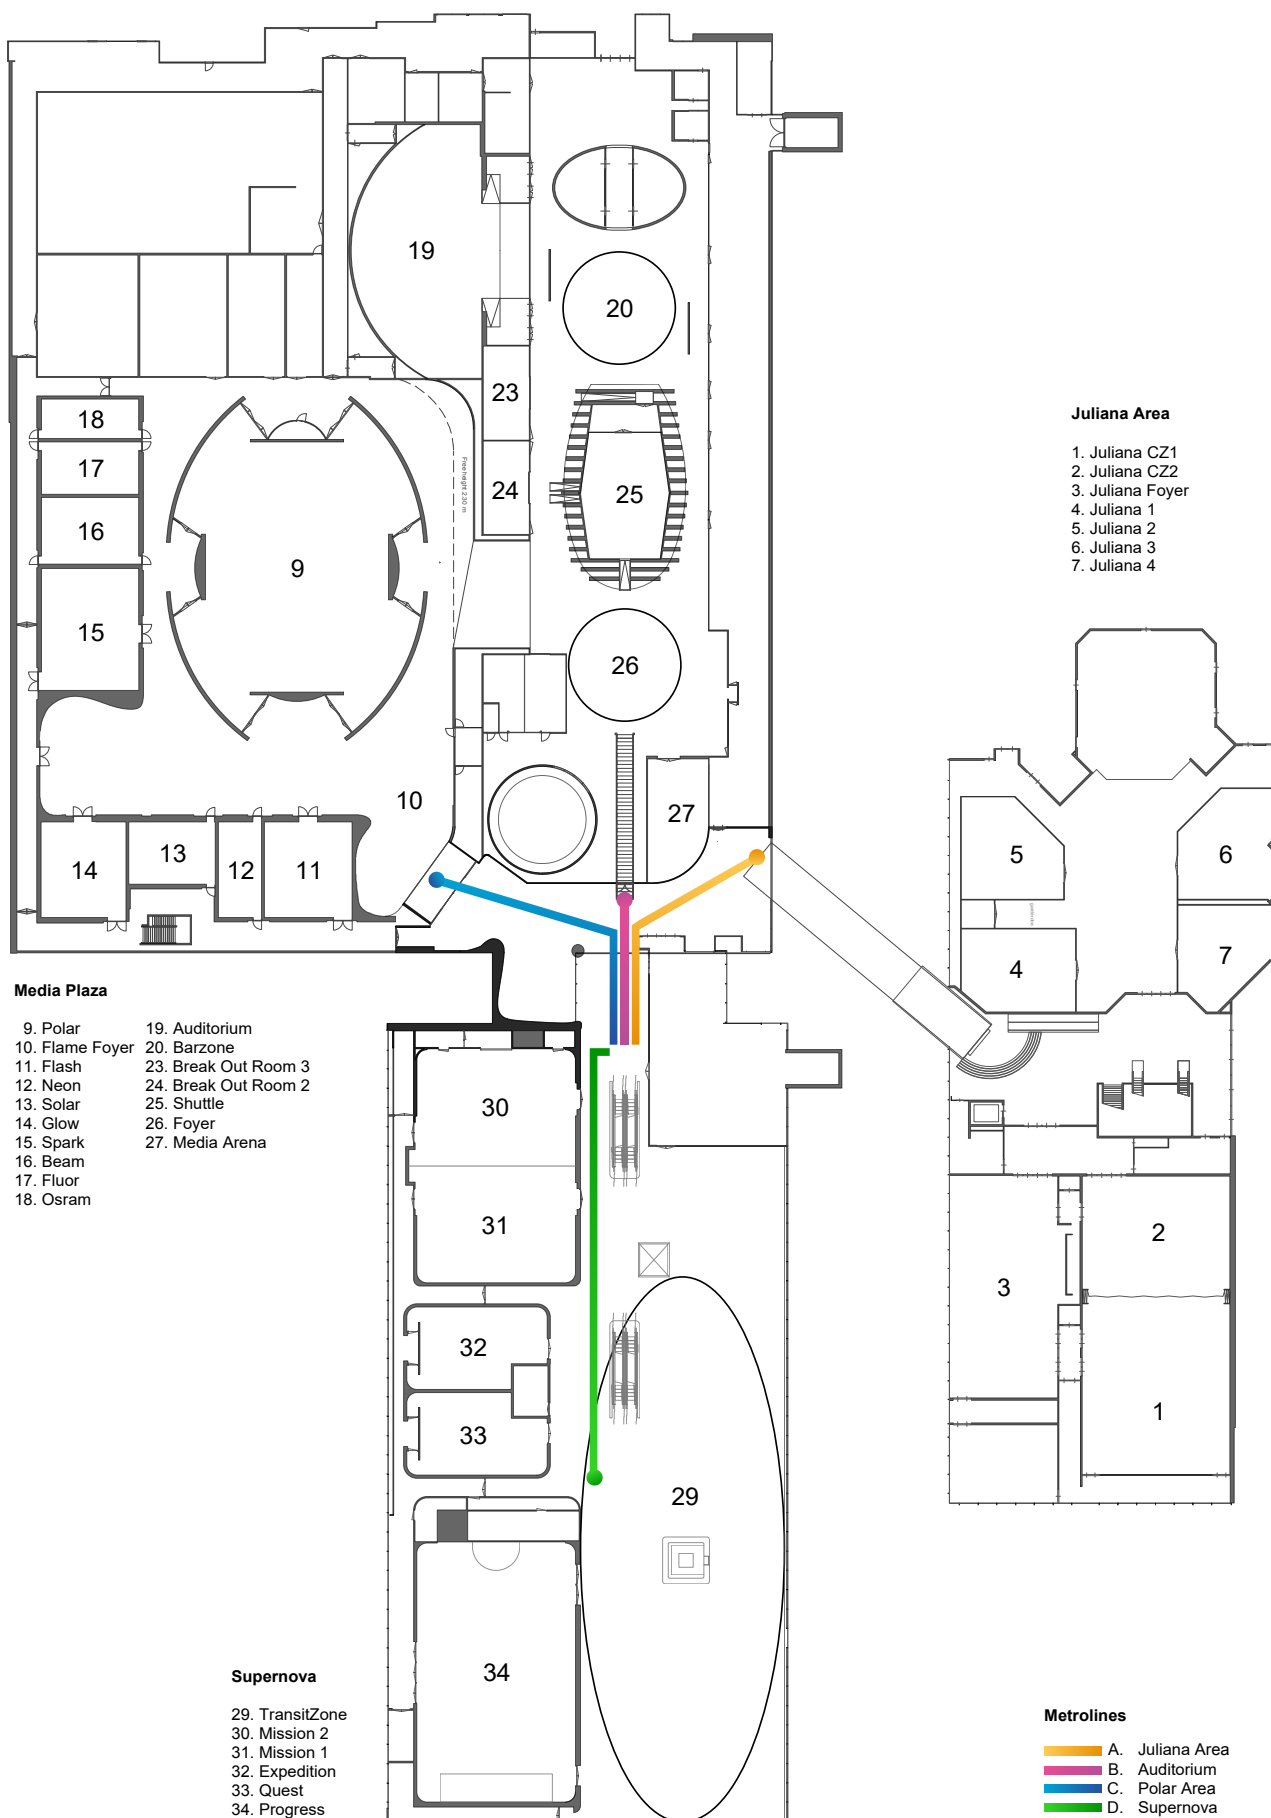 19
20
18
23
17
24
25
16
9
15
26
10
27
13
14
12
11
Free height 2.30 m
Juliana Area
1. Juliana CZ1
2. Juliana CZ2
3. Juliana Foyer
4. Juliana 1
5. Juliana 2
6. Juliana 3
7. Juliana 4
5
6
4
7
2
3
1
Media Plaza
9. Polar
10. Flame Foyer
11. Flash
12. Neon
13. Solar
14. Glow
15. Spark
16. Beam
17. Fluor
18. Osram
19. Auditorium
20. Barzone
23. Break Out Room 3
24. Break Out Room 2
25. Shuttle
26. Foyer
27. Media Arena
30
31
32
33
29
34
Supernova
29. TransitZone
30. Mission 2
31. Mission 1
32. Expedition
33. Quest
34. Progress
Metrolines
A. Juliana Area
B. Auditorium
C. Polar Area
D. Supernova